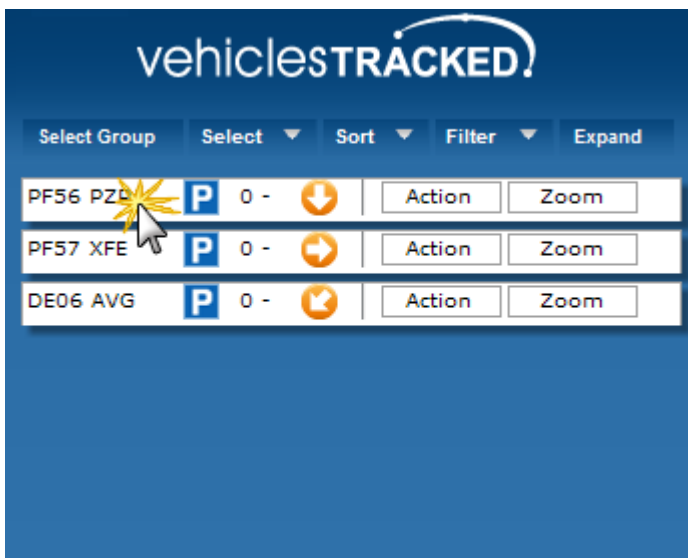 vehiclesTRACKED!
Select Group Select Sort Filter Expand
PF56 P 0 - Action Zoom
PF57 XFE P 0 - Action Zoom
DE06 AVG P 0 - Action Zoom